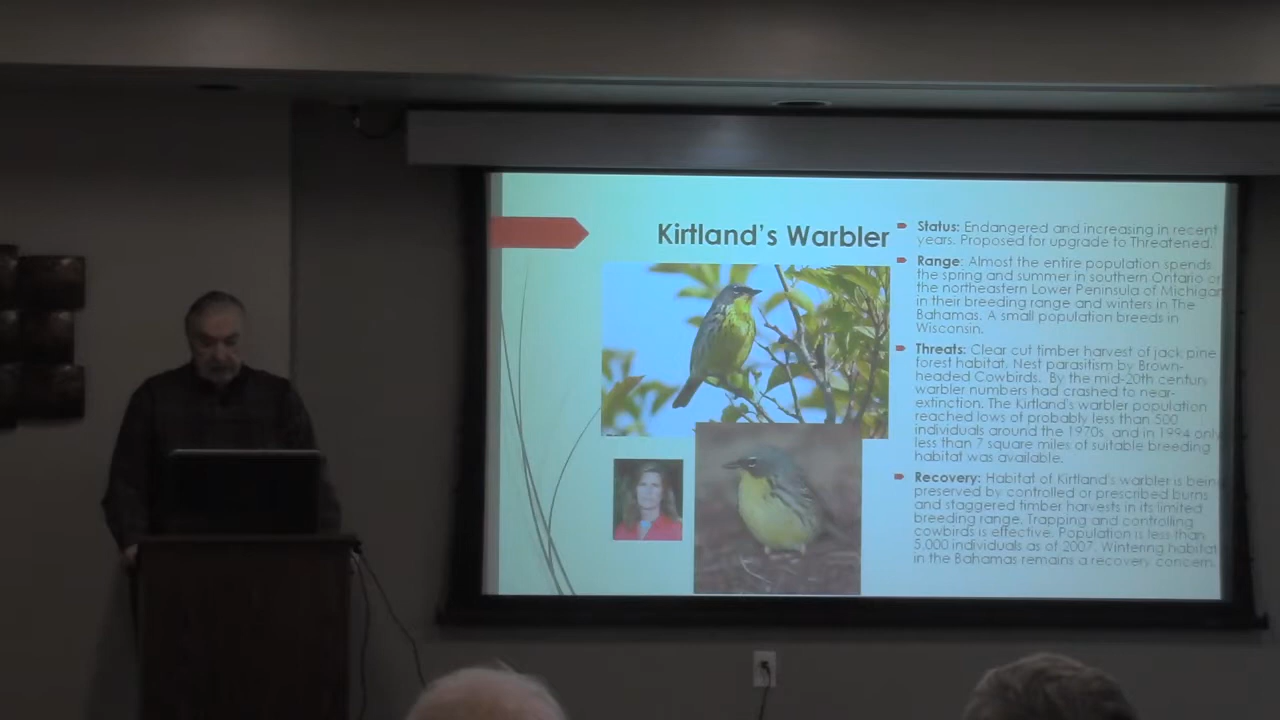 Kirtland's Warbler
Status: Endangered and increasing in recent
years. Proposed for upgrade to Threatened.
Range: Almost the entire population spends
the spring and summer in southern Ontario or
the northeastern Lower Peninsula of Michigan
in their breeding range and winters in The
Bahamas. A small population breeds in
Wisconsin.
Threats: Clear cut timber harvest of jack pine
forest habitat. Nest parasitism by Brown-
headed Cowbirds. By the mid-20th century
warbler numbers had crashed to near-
extinction. The Kirtland's warbler population
reached lows of probably less than 500
individuals around the 1970s, and in 1994 only
less than 7 square miles of suitable breeding
habitat was available.
Recovery: Habitat of Kirtland's warbler is being
preserved by controlled or prescribed burns
and staggered timber harvests in its limited
breeding range. Trapping and controlling
cowbirds is effective. Population is less than
5,000 individuals as of 2007. Wintering habitat
in the Bahamas remains a recovery concern.